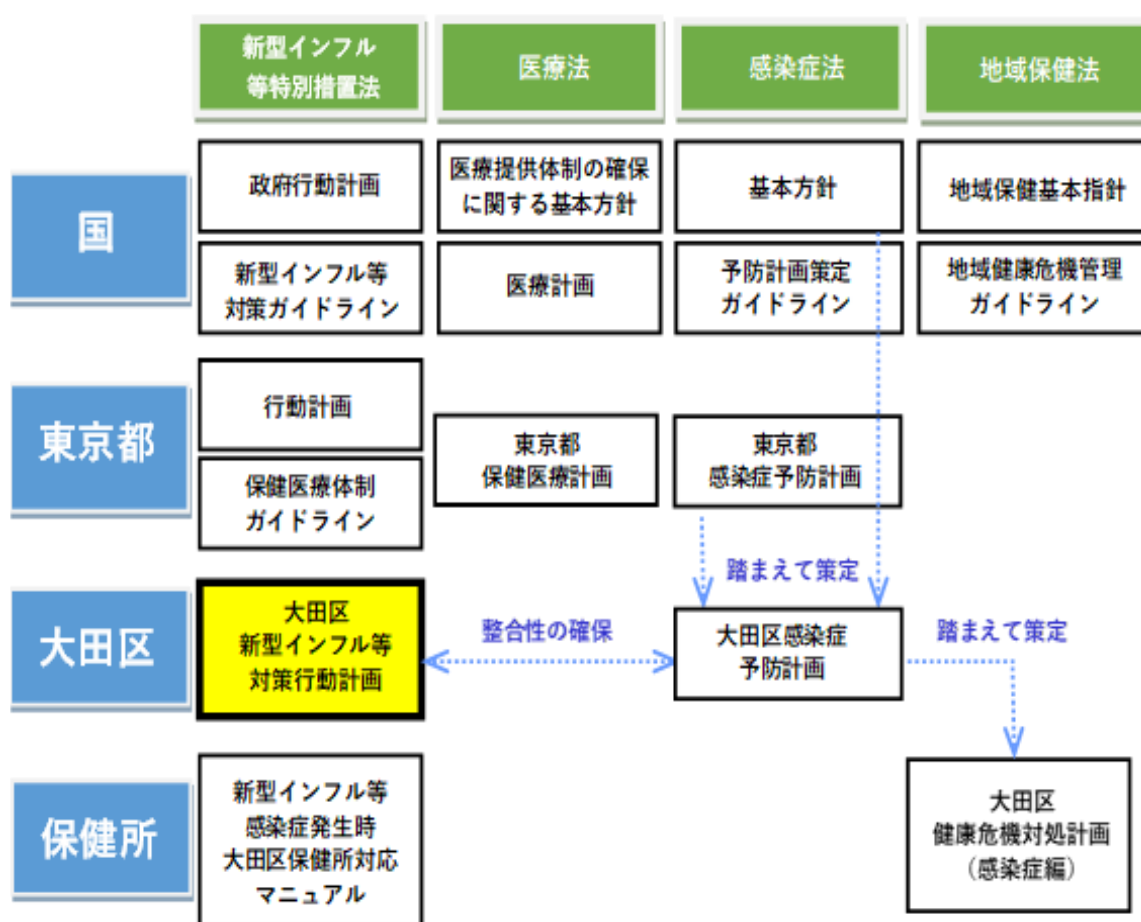 新型インフル
等特別措置法
医療法
感染症法
地域保健法
国
政府行動計画
医療提供体制の確保
に関する基本方針
基本方針
地域保健基本指針
新型インフル等
対策ガイドライン
医療計画
予防計画策定
ガイドライン
地域健康危機管理
ガイドライン
東京都
行動計画
保健医療体制
ガイドライン
東京都
保健医療計画
東京都
感染症予防計画
踏まえて策定
大田区
大田区
新型インフル等
対策行動計画
整合性の確保
大田区感染症
予防計画
踏まえて策定
保健所
新型インフル等
感染症発生時
大田区保健所対応
マニュアル
大田区
健康危機対処計画
（感染症編）